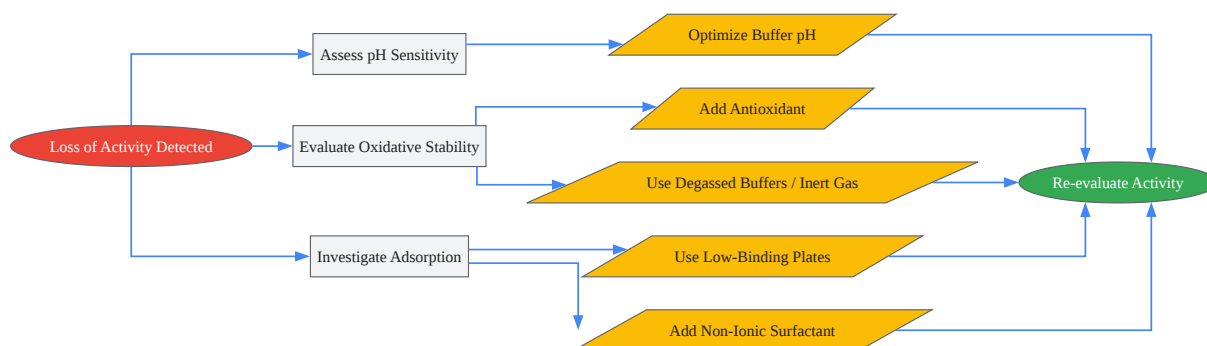 Optimize Buffer pH
Assess pH Sensitivity
Add Antioxidant
Loss of Activity Detected
Evaluate Oxidative Stability
Use Degassed Buffers / Inert Gas
Re-evaluate Activity
Investigate Adsorption
Use Low-Binding Plates
Add Non-Ionic Surfactant